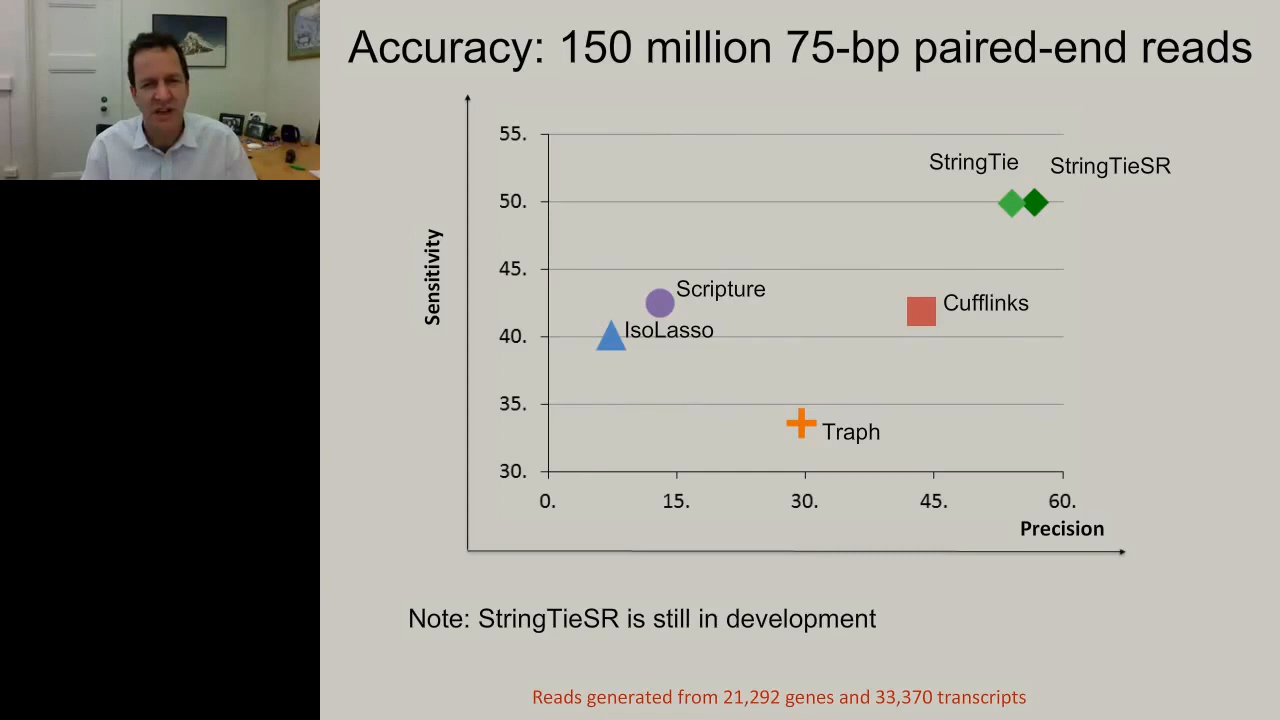 Accuracy: 150 million 75-bp paired-end reads
55.
StringTie
StringTieSR
50.
45.
Sensitivity
Scripture
Cufflinks
40.
IsoLasso
35.
Traph
30.
0.
15.
30.
45.
60.
Precision
Note: StringTieSR is still in development
Reads generated from 21,292 genes and 33,370 transcripts